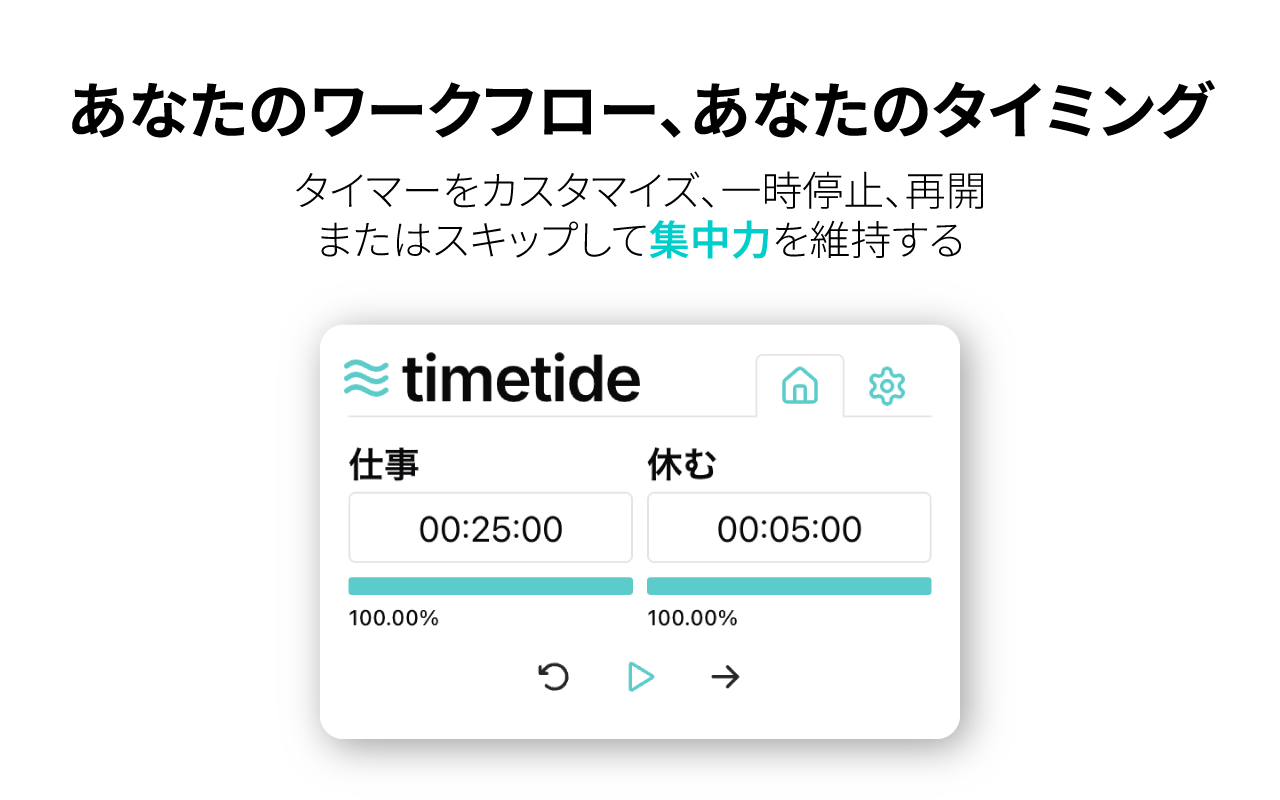 あなたのワークフロー、あなたのタイミング
タイマーをカスタマイズ、一時停止、再開
またはスキップして集中力を維持する
timetide
仕事
休む
00:25:00
00:05:00
100.00%
100.00%